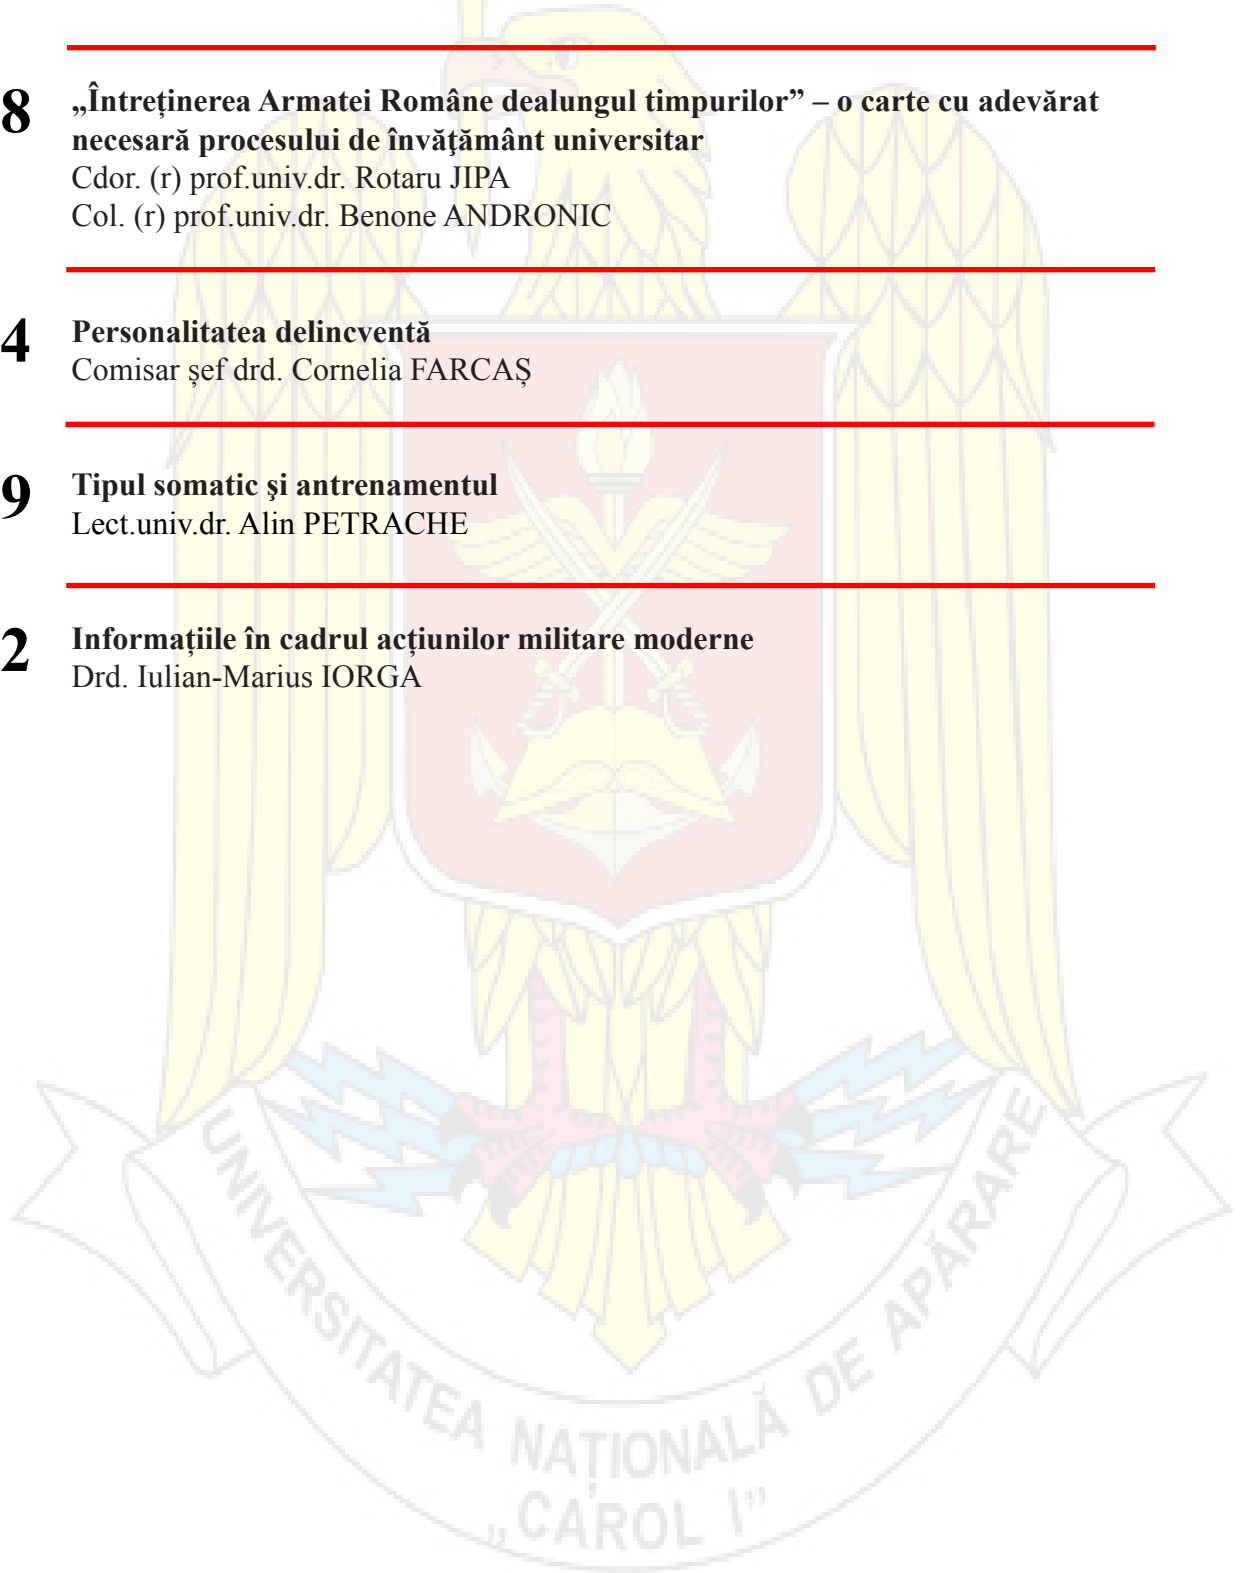 8
„Întreținerea Armatei Române dealungul timpurilor” – o carte cu adevărat
necesară procesului de învăţământ universitar
Cdor. (r) prof.univ.dr. Rotaru JIPA
Col. (r) prof.univ.dr. Benone ANDRONIC
4
Personalitatea delincventă
Comisar șef drd. Cornelia FARCAȘ
9
Tipul somatic şi antrenamentul
Lect.univ.dr. Alin PETRACHE
2
Informațiile în cadrul acțiunilor militare moderne
Drd. Iulian-Marius IORGA
UNIVERSITATEA NAȚIONALĂ DE APĂRARE
„CAROL I”